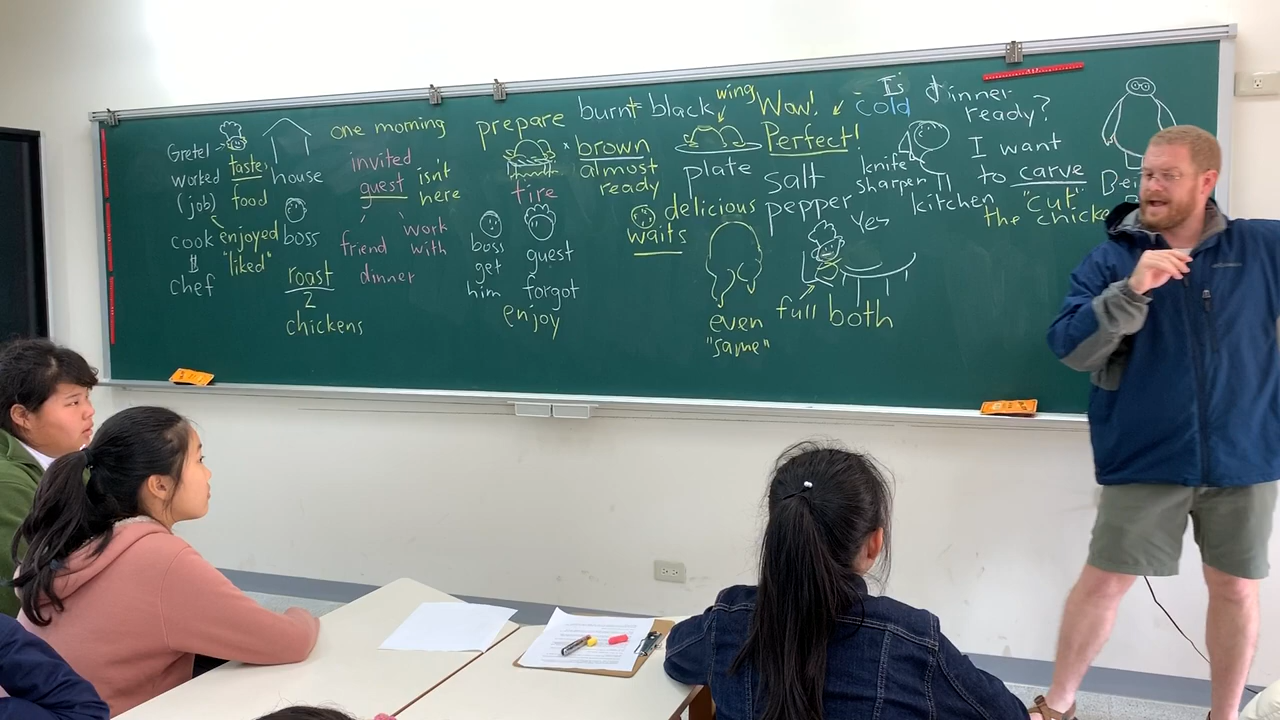 Gretel
worked
(job)
cook
chef
taste
food
enjoyed
"liked"
house
boss
roast
2
chickens
one morning
invited
guest
isn't
here
friend
work
with
dinner
prepare
fire
boss
get
him
guest
forgot
enjoy
burnt= black
brown
almost
ready
waits
delicious
wing
plate
even
"same"
Wow!
Perfect!
salt
pepper
Yes
full both
Is
cold
knife
sharper
kitchen
dinner
ready?
I want
to carve
"cut"
the chicke